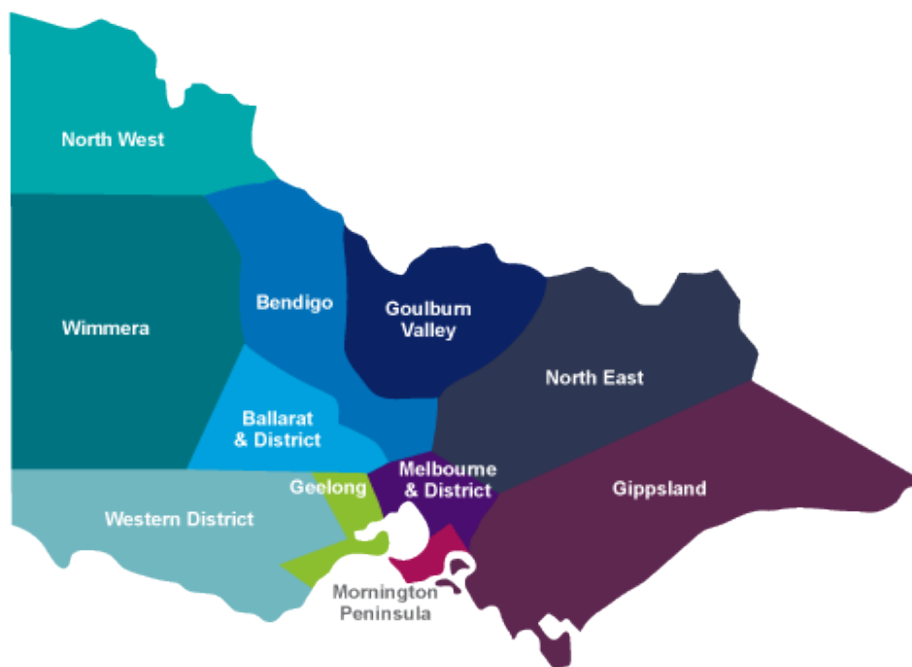 North West
Wimmera
Bendigo
Goulburn
Valley
North East
Ballarat
& District
Melbourne
& District
Geelong
Gippsland
Western District
Mornington
Peninsula